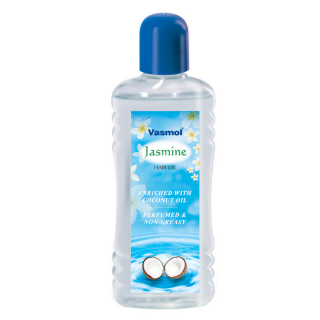 Vasmol
Jasmine
HAIR OIL
ENRICHED WITH
COCONUT OIL
PERFUMED &
NON-GREASY